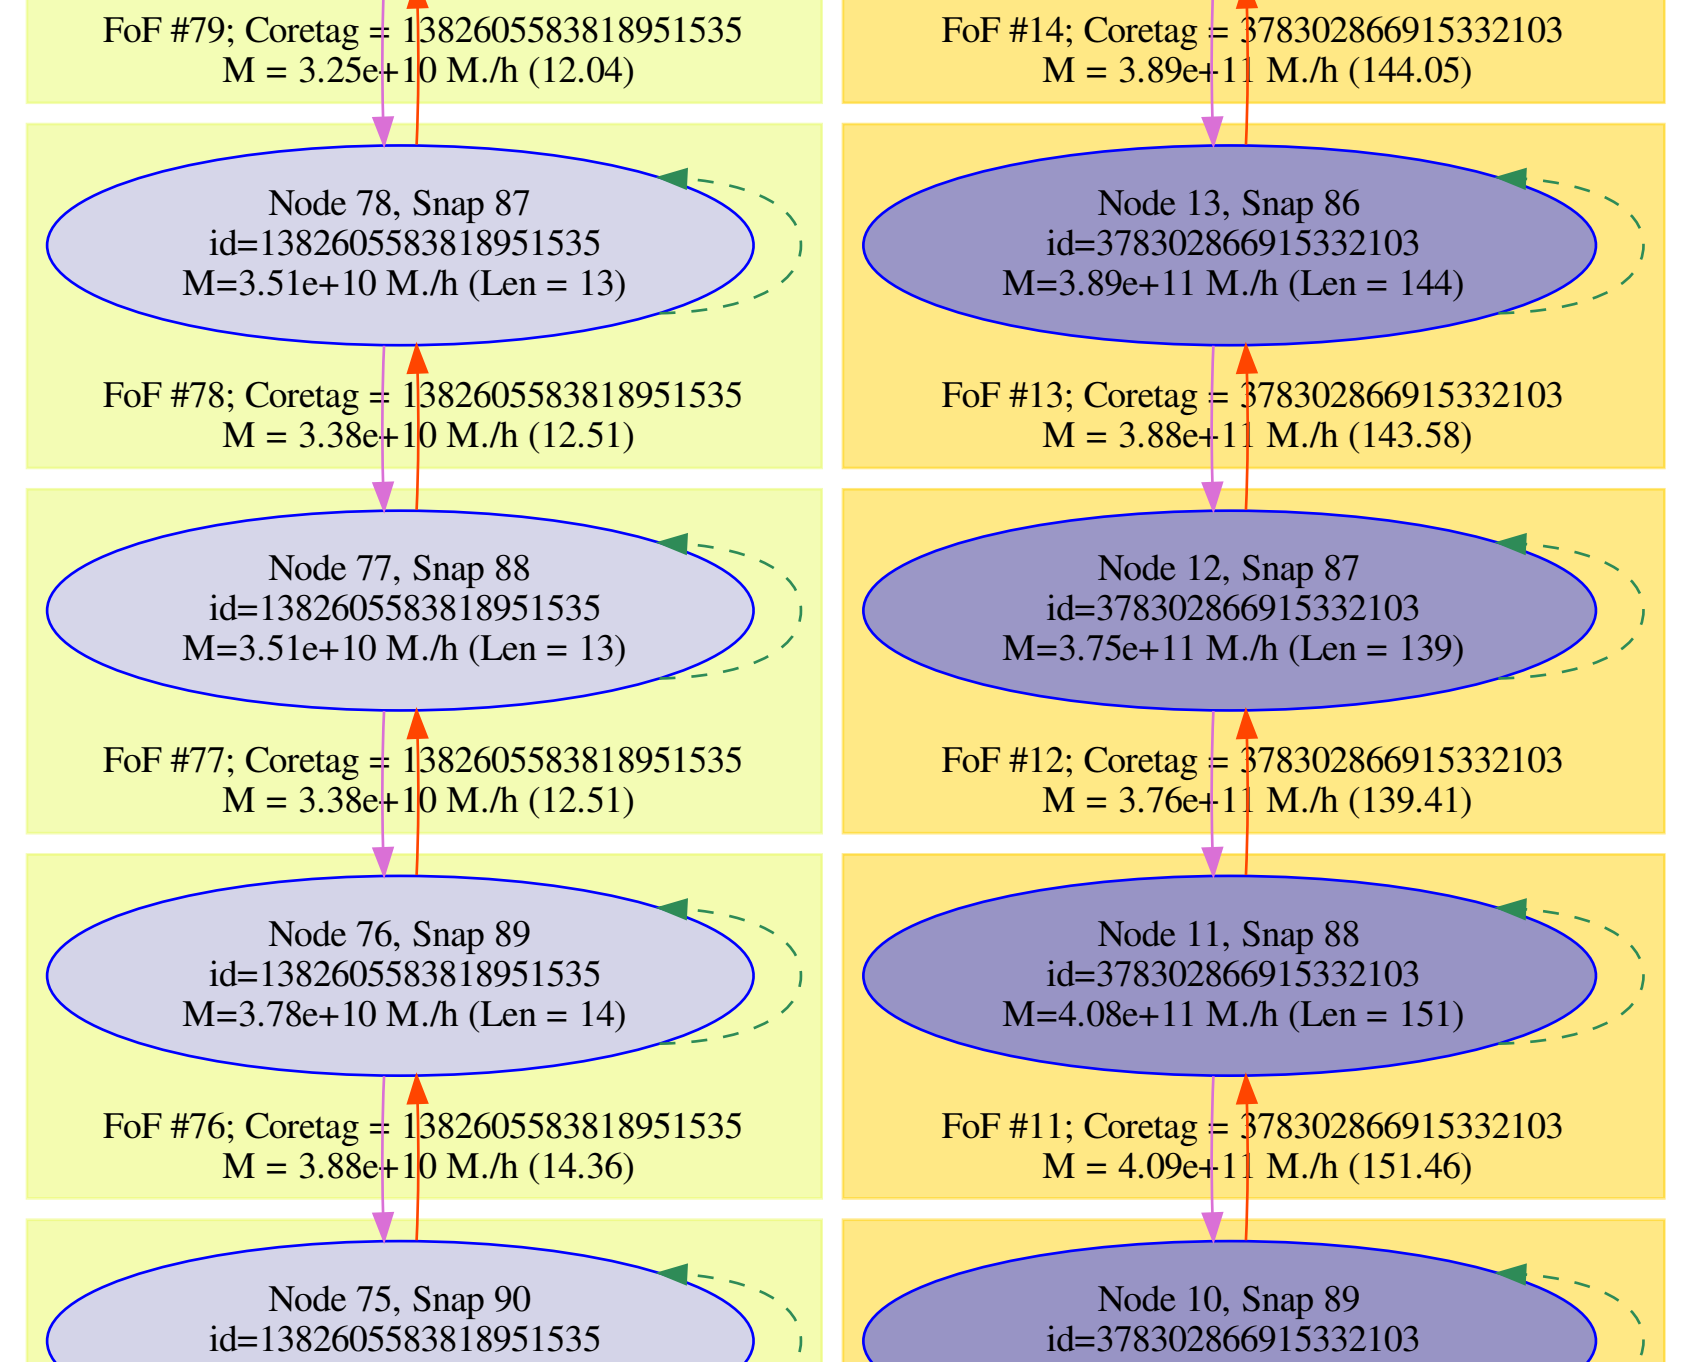 FoF #79; Coretag = 1382605583818951535
M = 3.25e+10 M./h (12.04)
Node 78, Snap 87
id=1382605583818951535
M=3.51e+10 M./h (Len = 13)
FoF #78; Coretag = 1382605583818951535
M = 3.38e+10 M./h (12.51)
Node 77, Snap 88
id=1382605583818951535
M=3.51e+10 M./h (Len = 13)
FoF #77; Coretag = 1382605583818951535
M = 3.38e+10 M./h (12.51)
Node 76, Snap 89
id=1382605583818951535
M=3.78e+10 M./h (Len = 14)
FoF #76; Coretag = 1382605583818951535
M = 3.88e+10 M./h (14.36)
Node 75, Snap 90
id=1382605583818951535
FoF #14; Coretag = 378302866915332103
M = 3.89e+11 M./h (144.05)
Node 13, Snap 86
id=378302866915332103
M=3.89e+11 M./h (Len = 144)
FoF #13; Coretag = 378302866915332103
M = 3.88e+11 M./h (143.58)
Node 12, Snap 87
id=378302866915332103
M=3.75e+11 M./h (Len = 139)
FoF #12; Coretag = 378302866915332103
M = 3.76e+11 M./h (139.41)
Node 11, Snap 88
id=378302866915332103
M=4.08e+11 M./h (Len = 151)
FoF #11; Coretag = 378302866915332103
M = 4.09e+11 M./h (151.46)
Node 10, Snap 89
id=378302866915332103